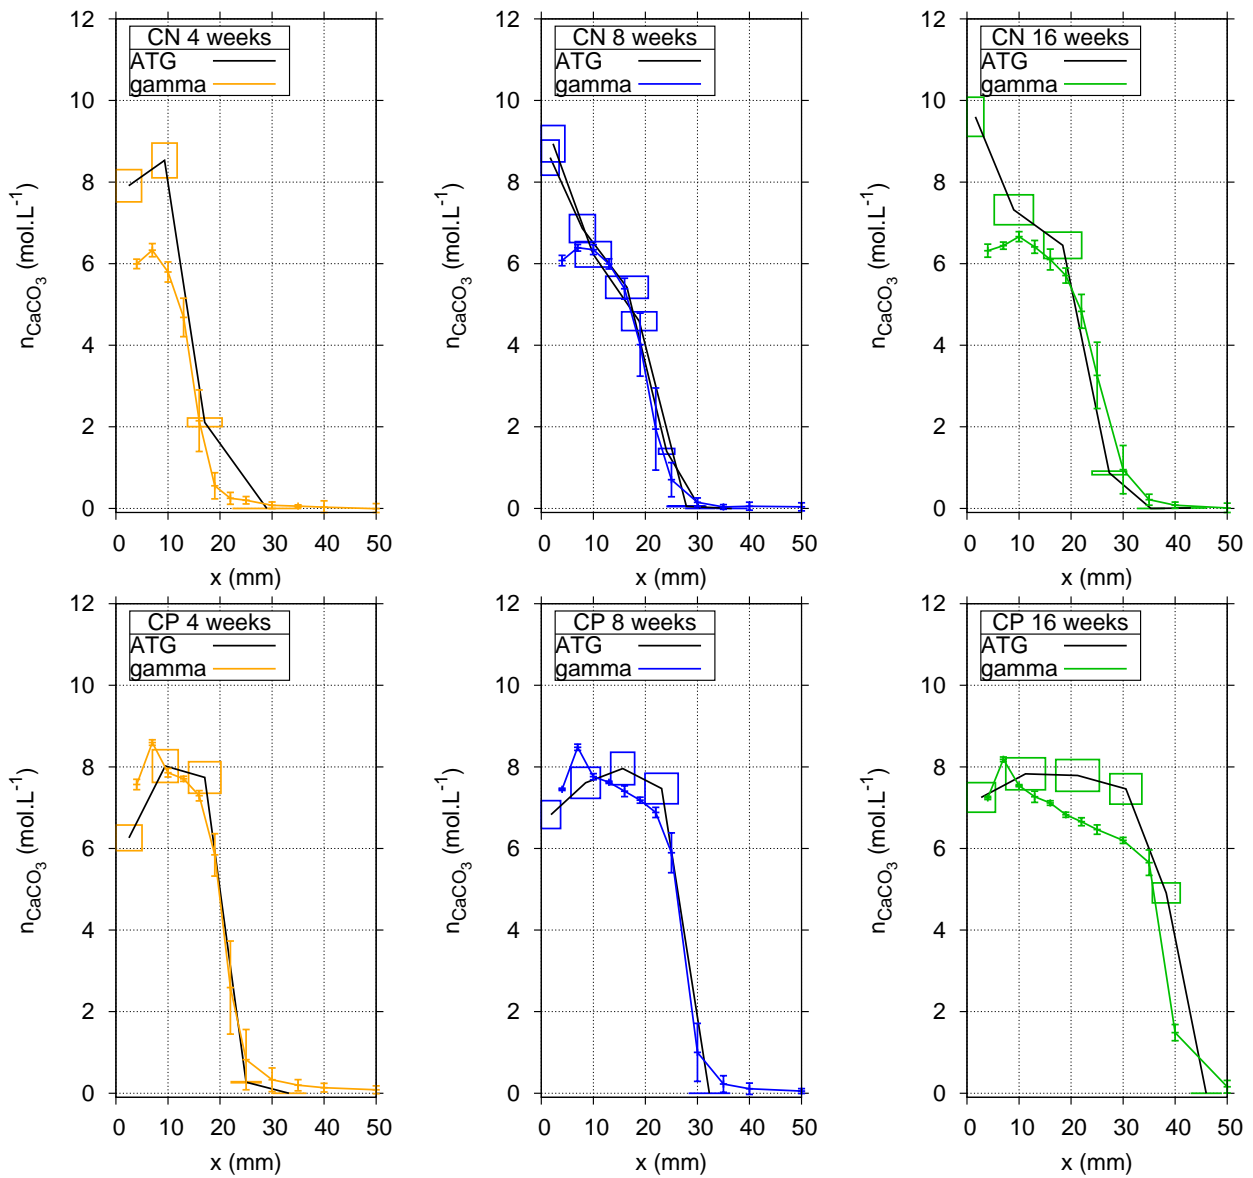 CN 4 weeks
ATG
gamma
12
10
8
6
4
2
0
n_CaCO3 (mol.L^-1)
0 10 20 30 40 50
x (mm)
CN 8 weeks
ATG
gamma
12
10
8
6
4
2
0
n_CaCO3 (mol.L^-1)
0 10 20 30 40 50
x (mm)
CN 16 weeks
ATG
gamma
12
10
8
6
4
2
0
n_CaCO3 (mol.L^-1)
0 10 20 30 40 50
x (mm)
CP 4 weeks
ATG
gamma
12
10
8
6
4
2
0
n_CaCO3 (mol.L^-1)
0 10 20 30 40 50
x (mm)
CP 8 weeks
ATG
gamma
12
10
8
6
4
2
0
n_CaCO3 (mol.L^-1)
0 10 20 30 40 50
x (mm)
CP 16 weeks
ATG
gamma
12
10
8
6
4
2
0
n_CaCO3 (mol.L^-1)
0 10 20 30 40 50
x (mm)